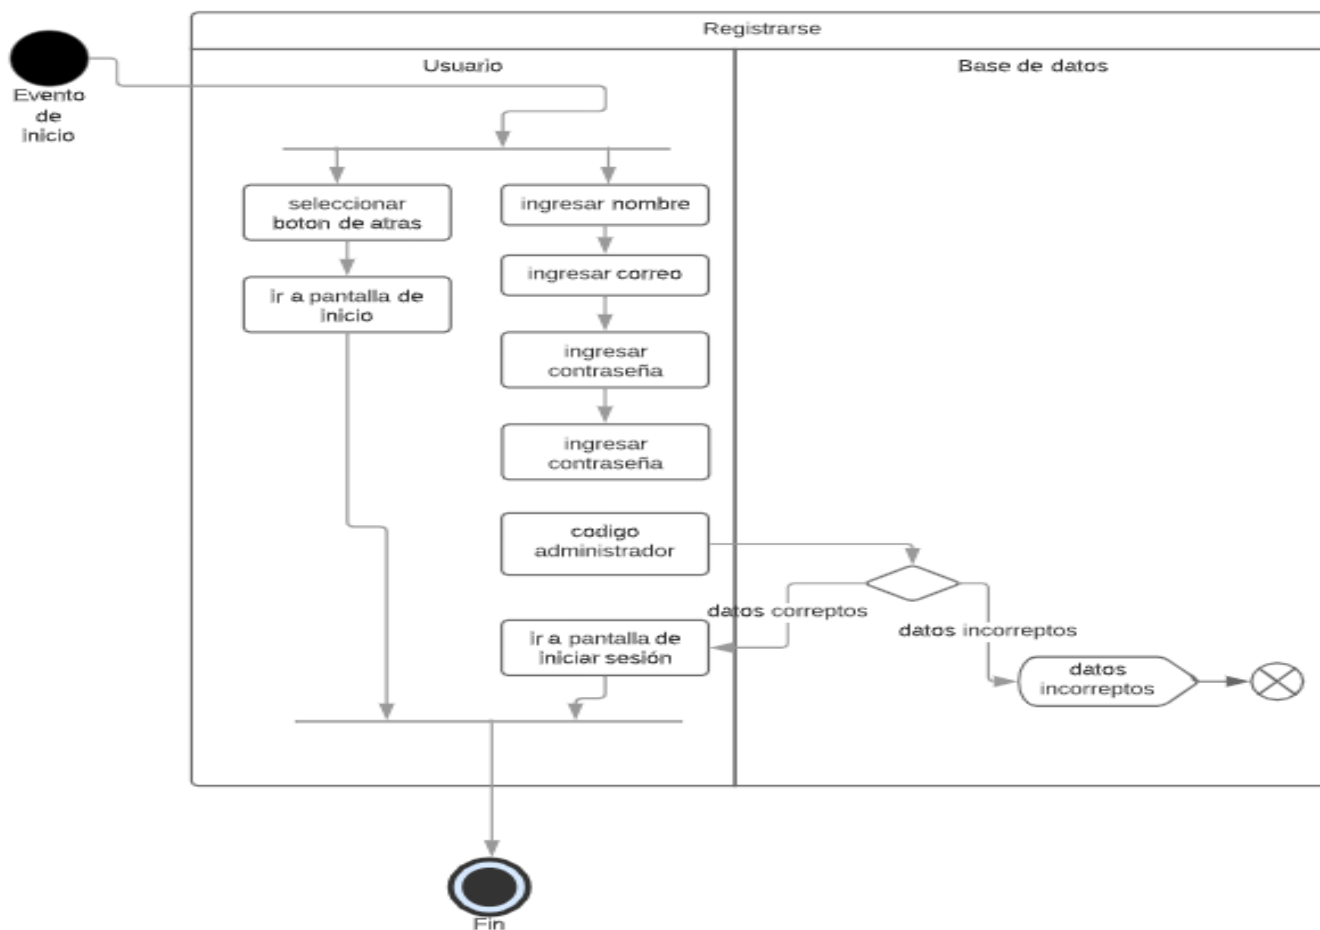 Registrarse
Usuario
Base de datos
Evento
de
inicio
seleccionar
boton de atras
ir a pantalla de
inicio
ingresar nombre
ingresar correo
ingresar
contraseña
ingresar
contraseña
codigo
administrador
datos correptos
datos incorreptos
ir a pantalla de
iniciar sesión
datos
incorreptos
Fin